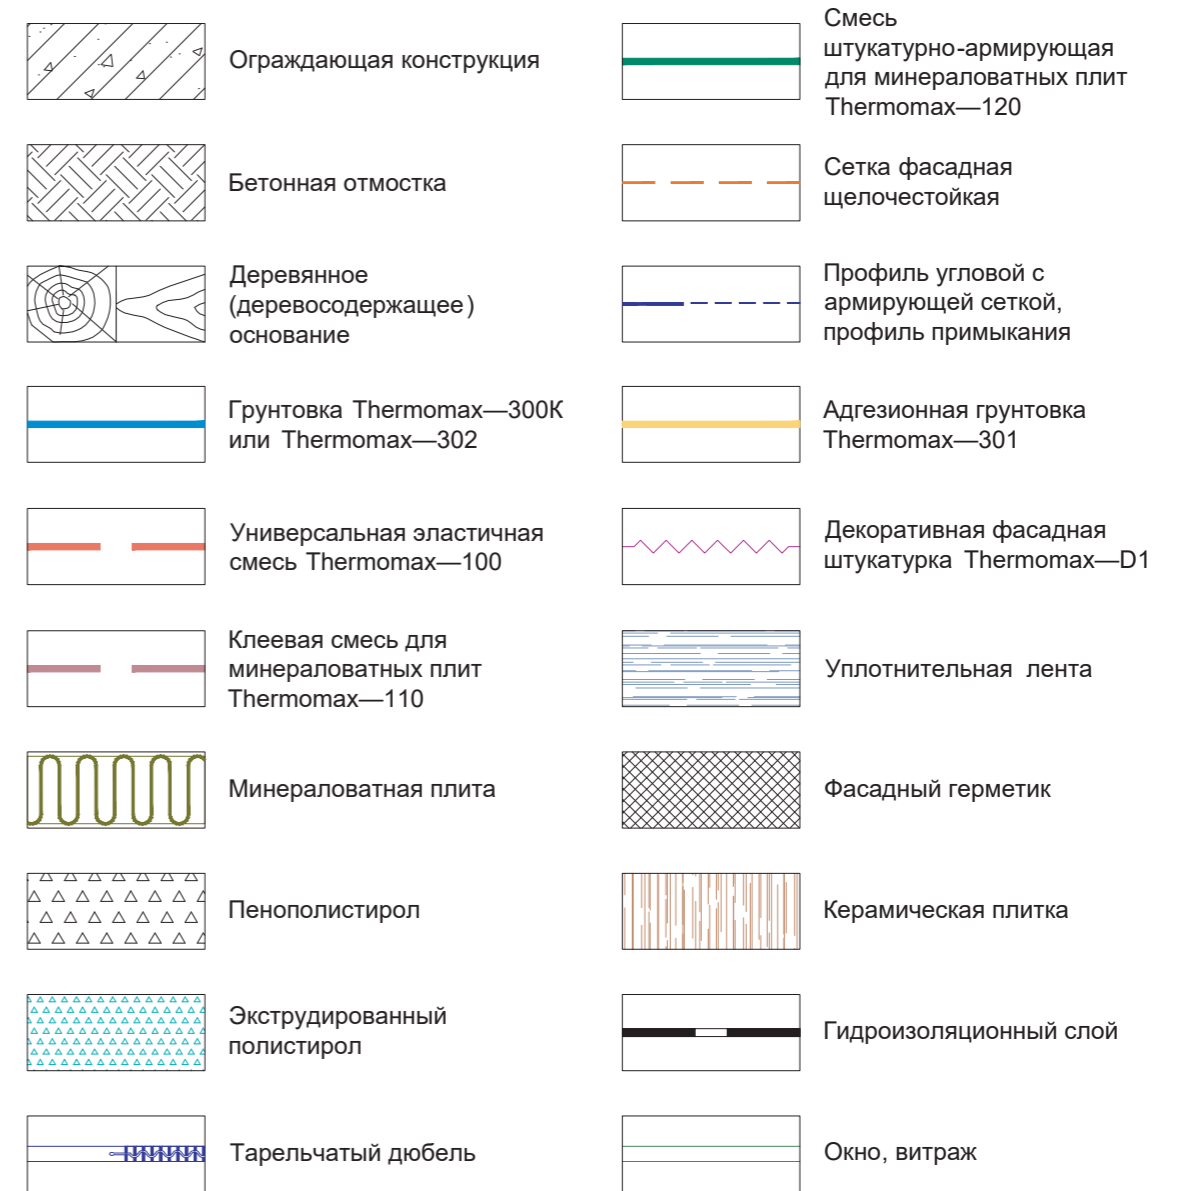 Ограждающая конструкция
Бетонная отмостка
Деревянное
(деревосодержащее)
основание
Грунтовка Thermomax—300К
или Thermomax—302
Универсальная эластичная
смесь Thermomax—100
Клеевая смесь для
минераловатных плит
Thermomax—110
Минераловатная плита
Пенополистирол
Экструдированный
полистирол
Тарельчатый дюбель
Смесь
штукатурно-армирующая
для минераловатных плит
Thermomax—120
Сетка фасадная
щелочестойкая
Профиль угловой с
армирующей сеткой,
профиль примыкания
Адгезионная грунтовка
Thermomax—301
Декоративная фасадная
штукатурка Thermomax—D1
Уплотнительная лента
Фасадный герметик
Керамическая плитка
Гидроизоляционный слой
Окно, витраж